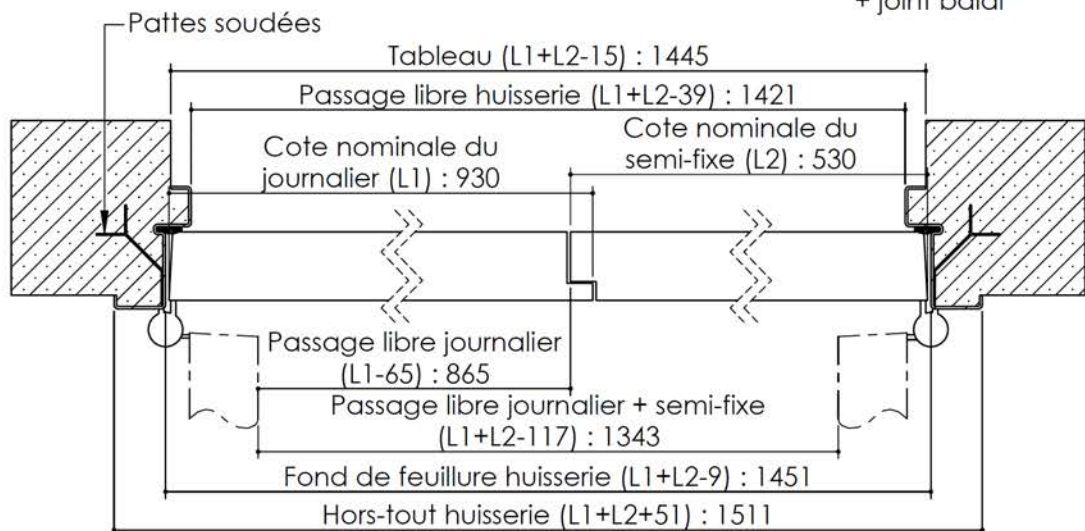 + joint balai
Pattes soudées
Tableau (L1+L2-15) : 1445
Passage libre huisserie (L1+L2-39) : 1421
Cote nominale du
journalier (L1) : 930
Cote nominale du
semi-fixe (L2) : 530
Passage libre journalier
(L1-65) : 865
Passage libre journalier + semi-fixe
(L1+L2-117) : 1343
Fond de feuillure huisserie (L1+L2-9) : 1451
Hors-tout huisserie (L1+L2+51) : 1511